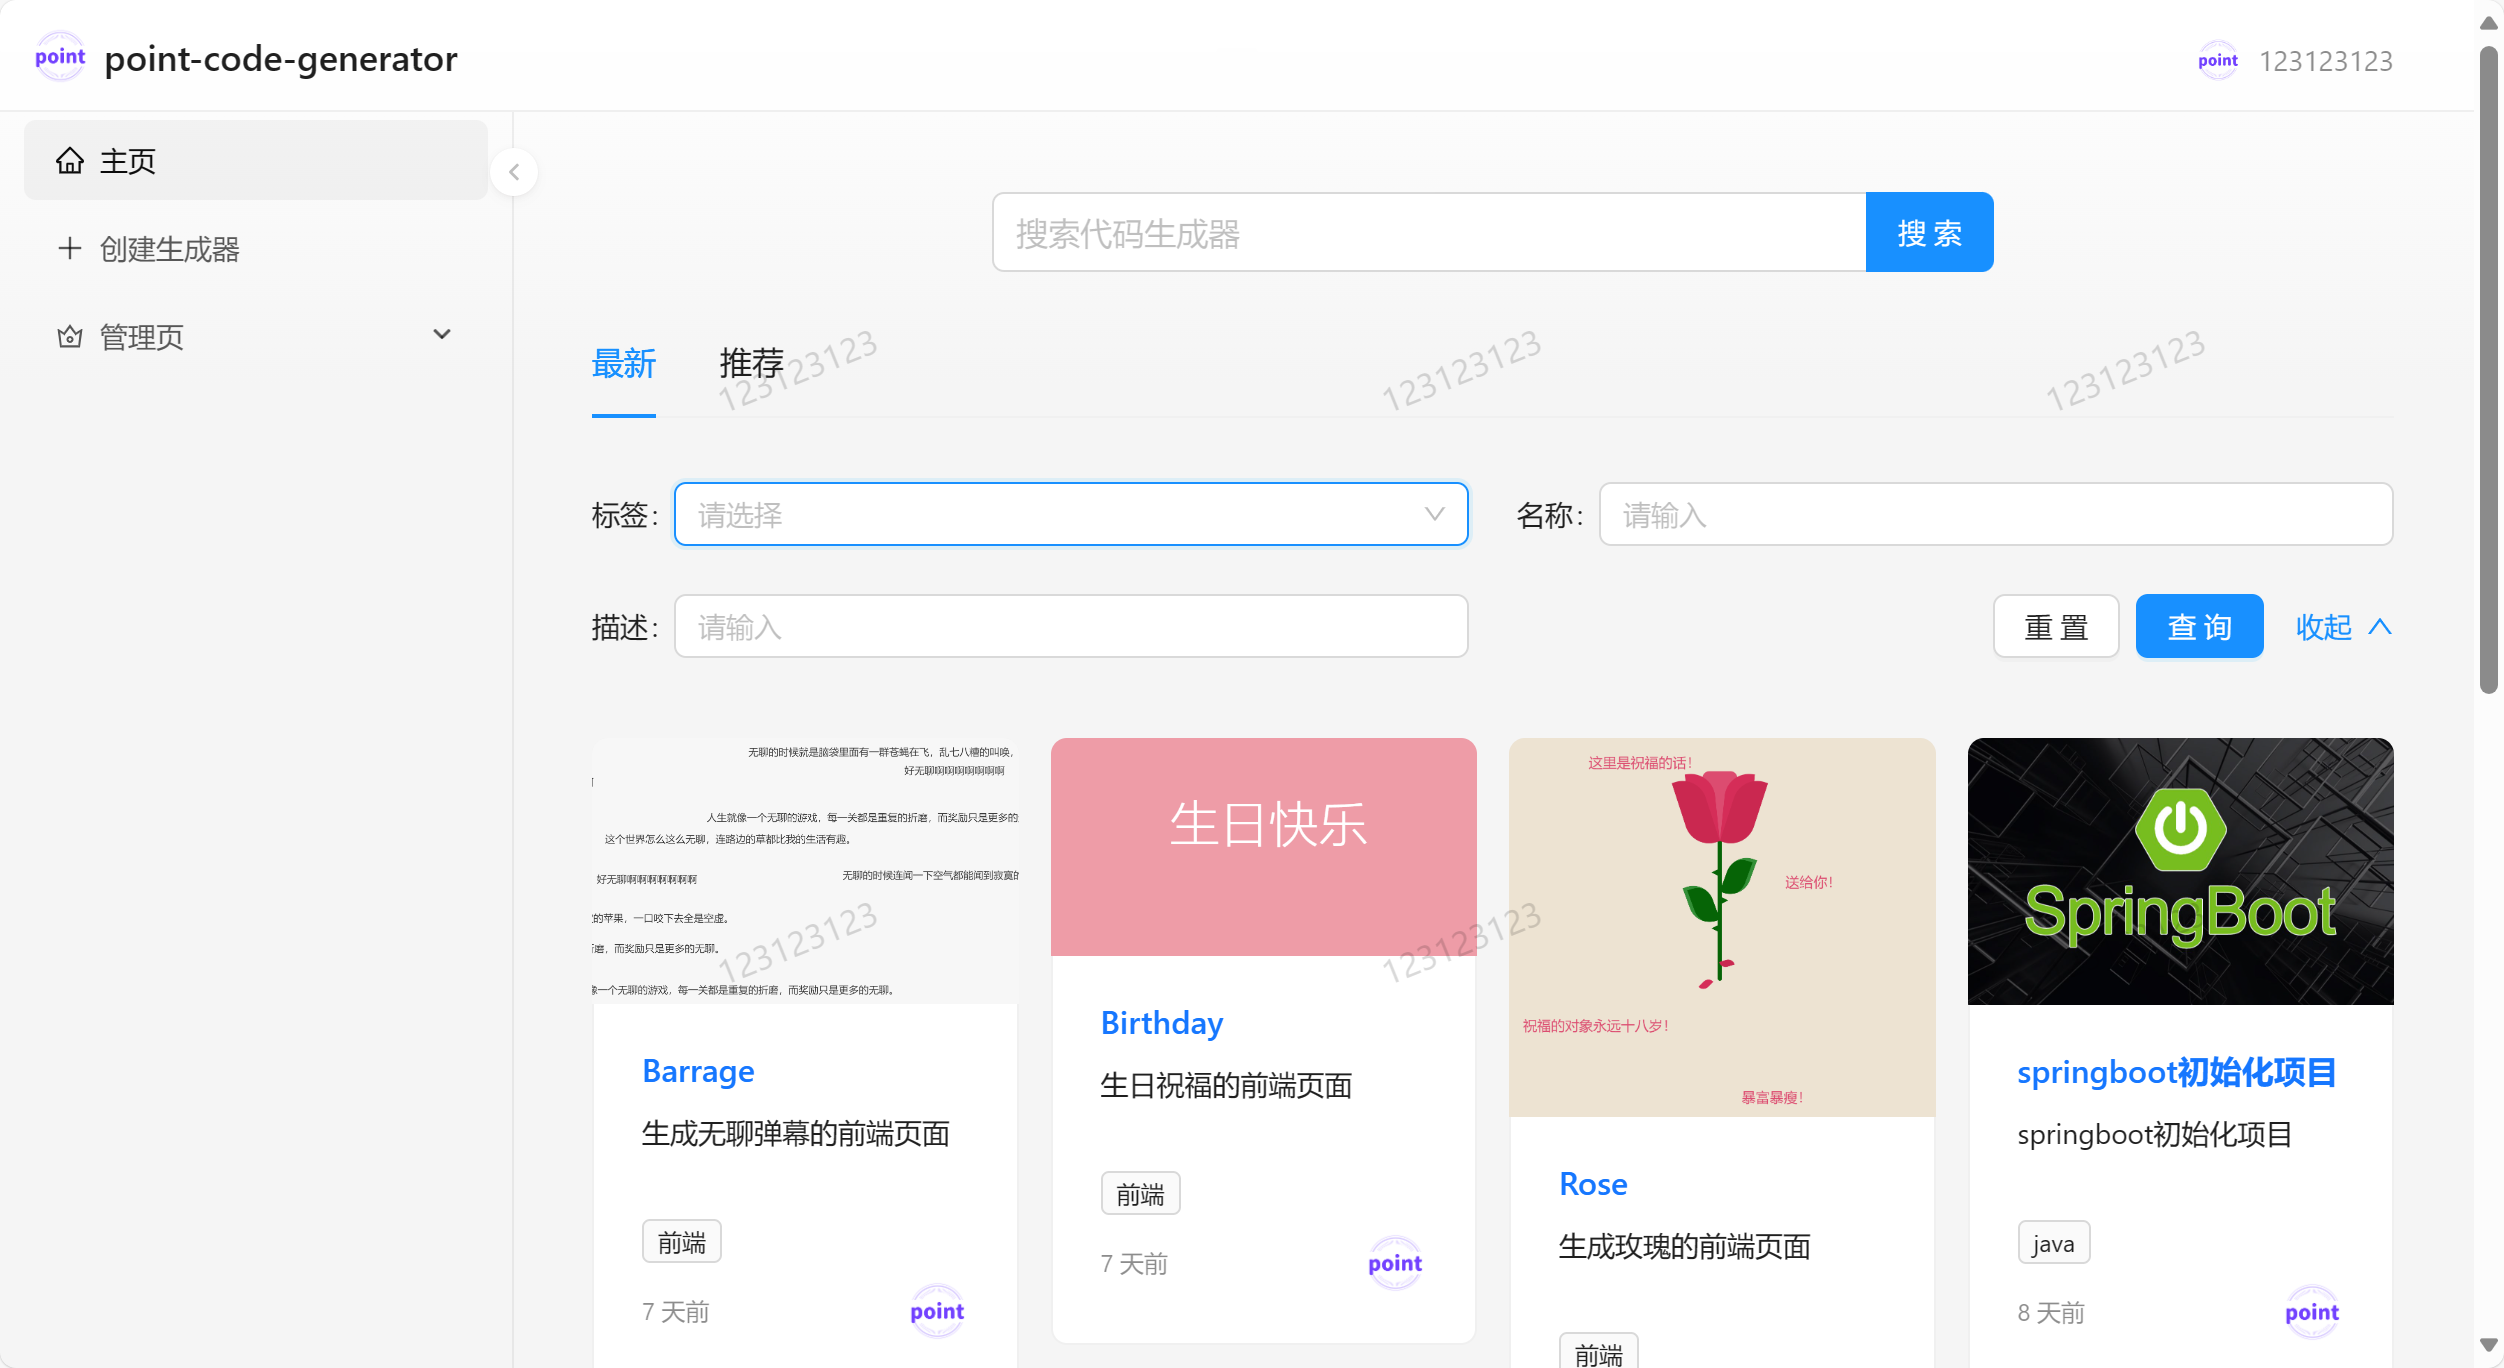 point
point-code-generator
point
123123123
主页
创建生成器
管理页
搜索代码生成器
搜 索
最新
推荐
123123123
123123123
123123123
标签 :
请选择
名称 :
请输入
描述 :
请输入
重 置
查 询
收起
无聊的时候就是脑袋里面有一群苍蝇在飞，乱七八糟的叫唤，
好无聊啊啊啊啊啊啊啊
人生就像一个无聊的游戏，每一关都是重复的折磨，而奖励只是更多的
这个世界怎么这么无聊，连路边的草都比我的生活有趣。
好无聊啊啊啊啊啊啊啊
无聊的时候连闻一下空气都能闻到寂寞的
的苹果，一口咬下去全是空虚。
磨，而奖励只是更多的无聊。
像一个无聊的游戏，每一关都是重复的折磨，而奖励只是更多的无聊。
123123123
Barrage
生成无聊弹幕的前端页面
前端
7 天前
point
生日快乐
Birthday
生日祝福的前端页面
前端
7 天前
point
123123123
这里是祝福的话！
送给你！
祝福的对象永远十八岁！
暴富暴瘦！
Rose
生成玫瑰的前端页面
前端
SpringBoot
springboot初始化项目
springboot初始化项目
java
8 天前
point